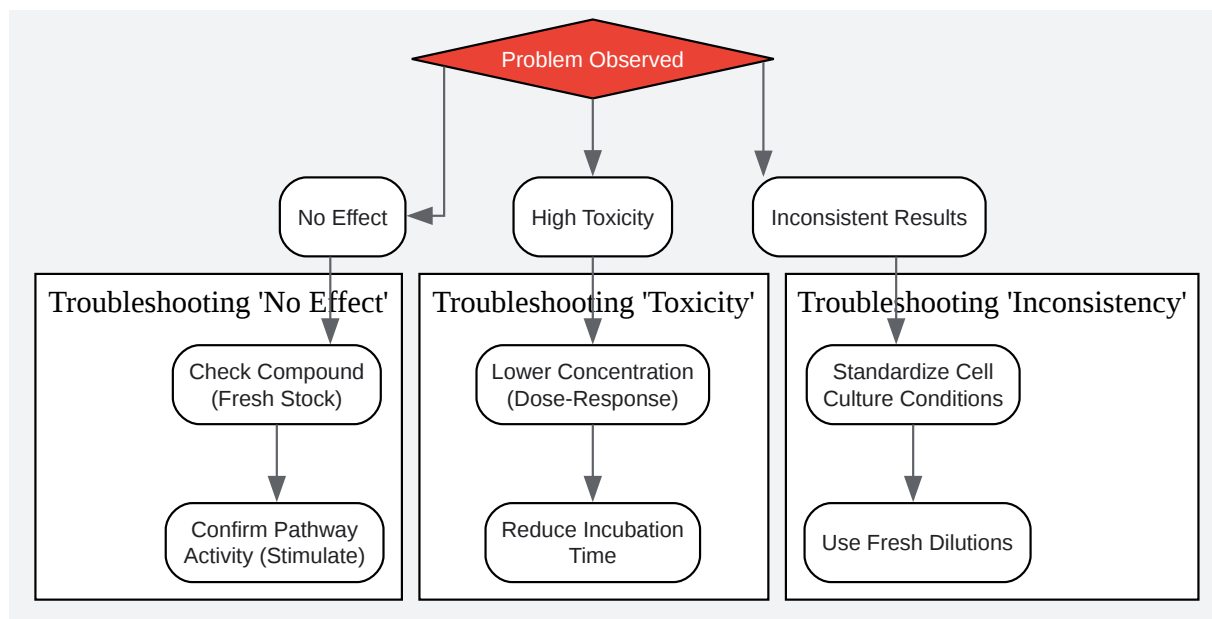 Problem Observed
No Effect
High Toxicity
Inconsistent Results
Troubleshooting 'No Effect'
Troubleshooting 'Toxicity'
Troubleshooting 'Inconsistency'
Check Compound
(Fresh Stock)
Lower Concentration
(Dose-Response)
Standardize Cell
Culture Conditions
Confirm Pathway
Activity (Stimulate)
Reduce Incubation
Time
Use Fresh Dilutions